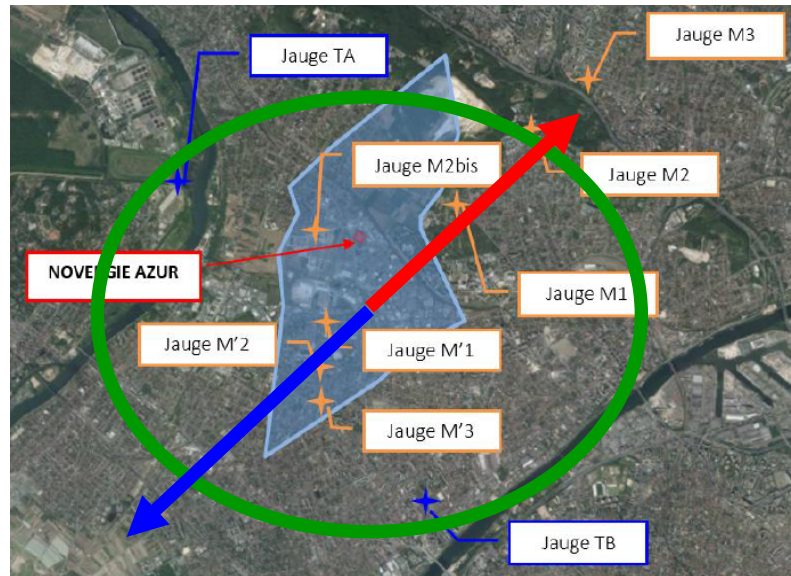 Jauge M3
Jauge TA
Jauge M2bis
Jauge M2
NOVERGIE AZUR
Jauge M1
Jauge M'2
Jauge M'1
Jauge M'3
Jauge TB